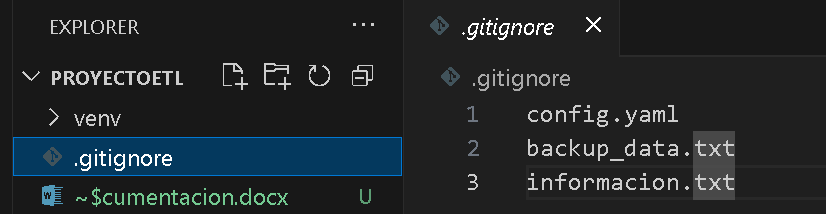 EXPLORER ...
PROYECTOETL
venv
.gitignore
~$cumentacion.docx U
.gitignore
.gitignore
1 config.yaml
2 backup_data.txt
3 informacion.txt